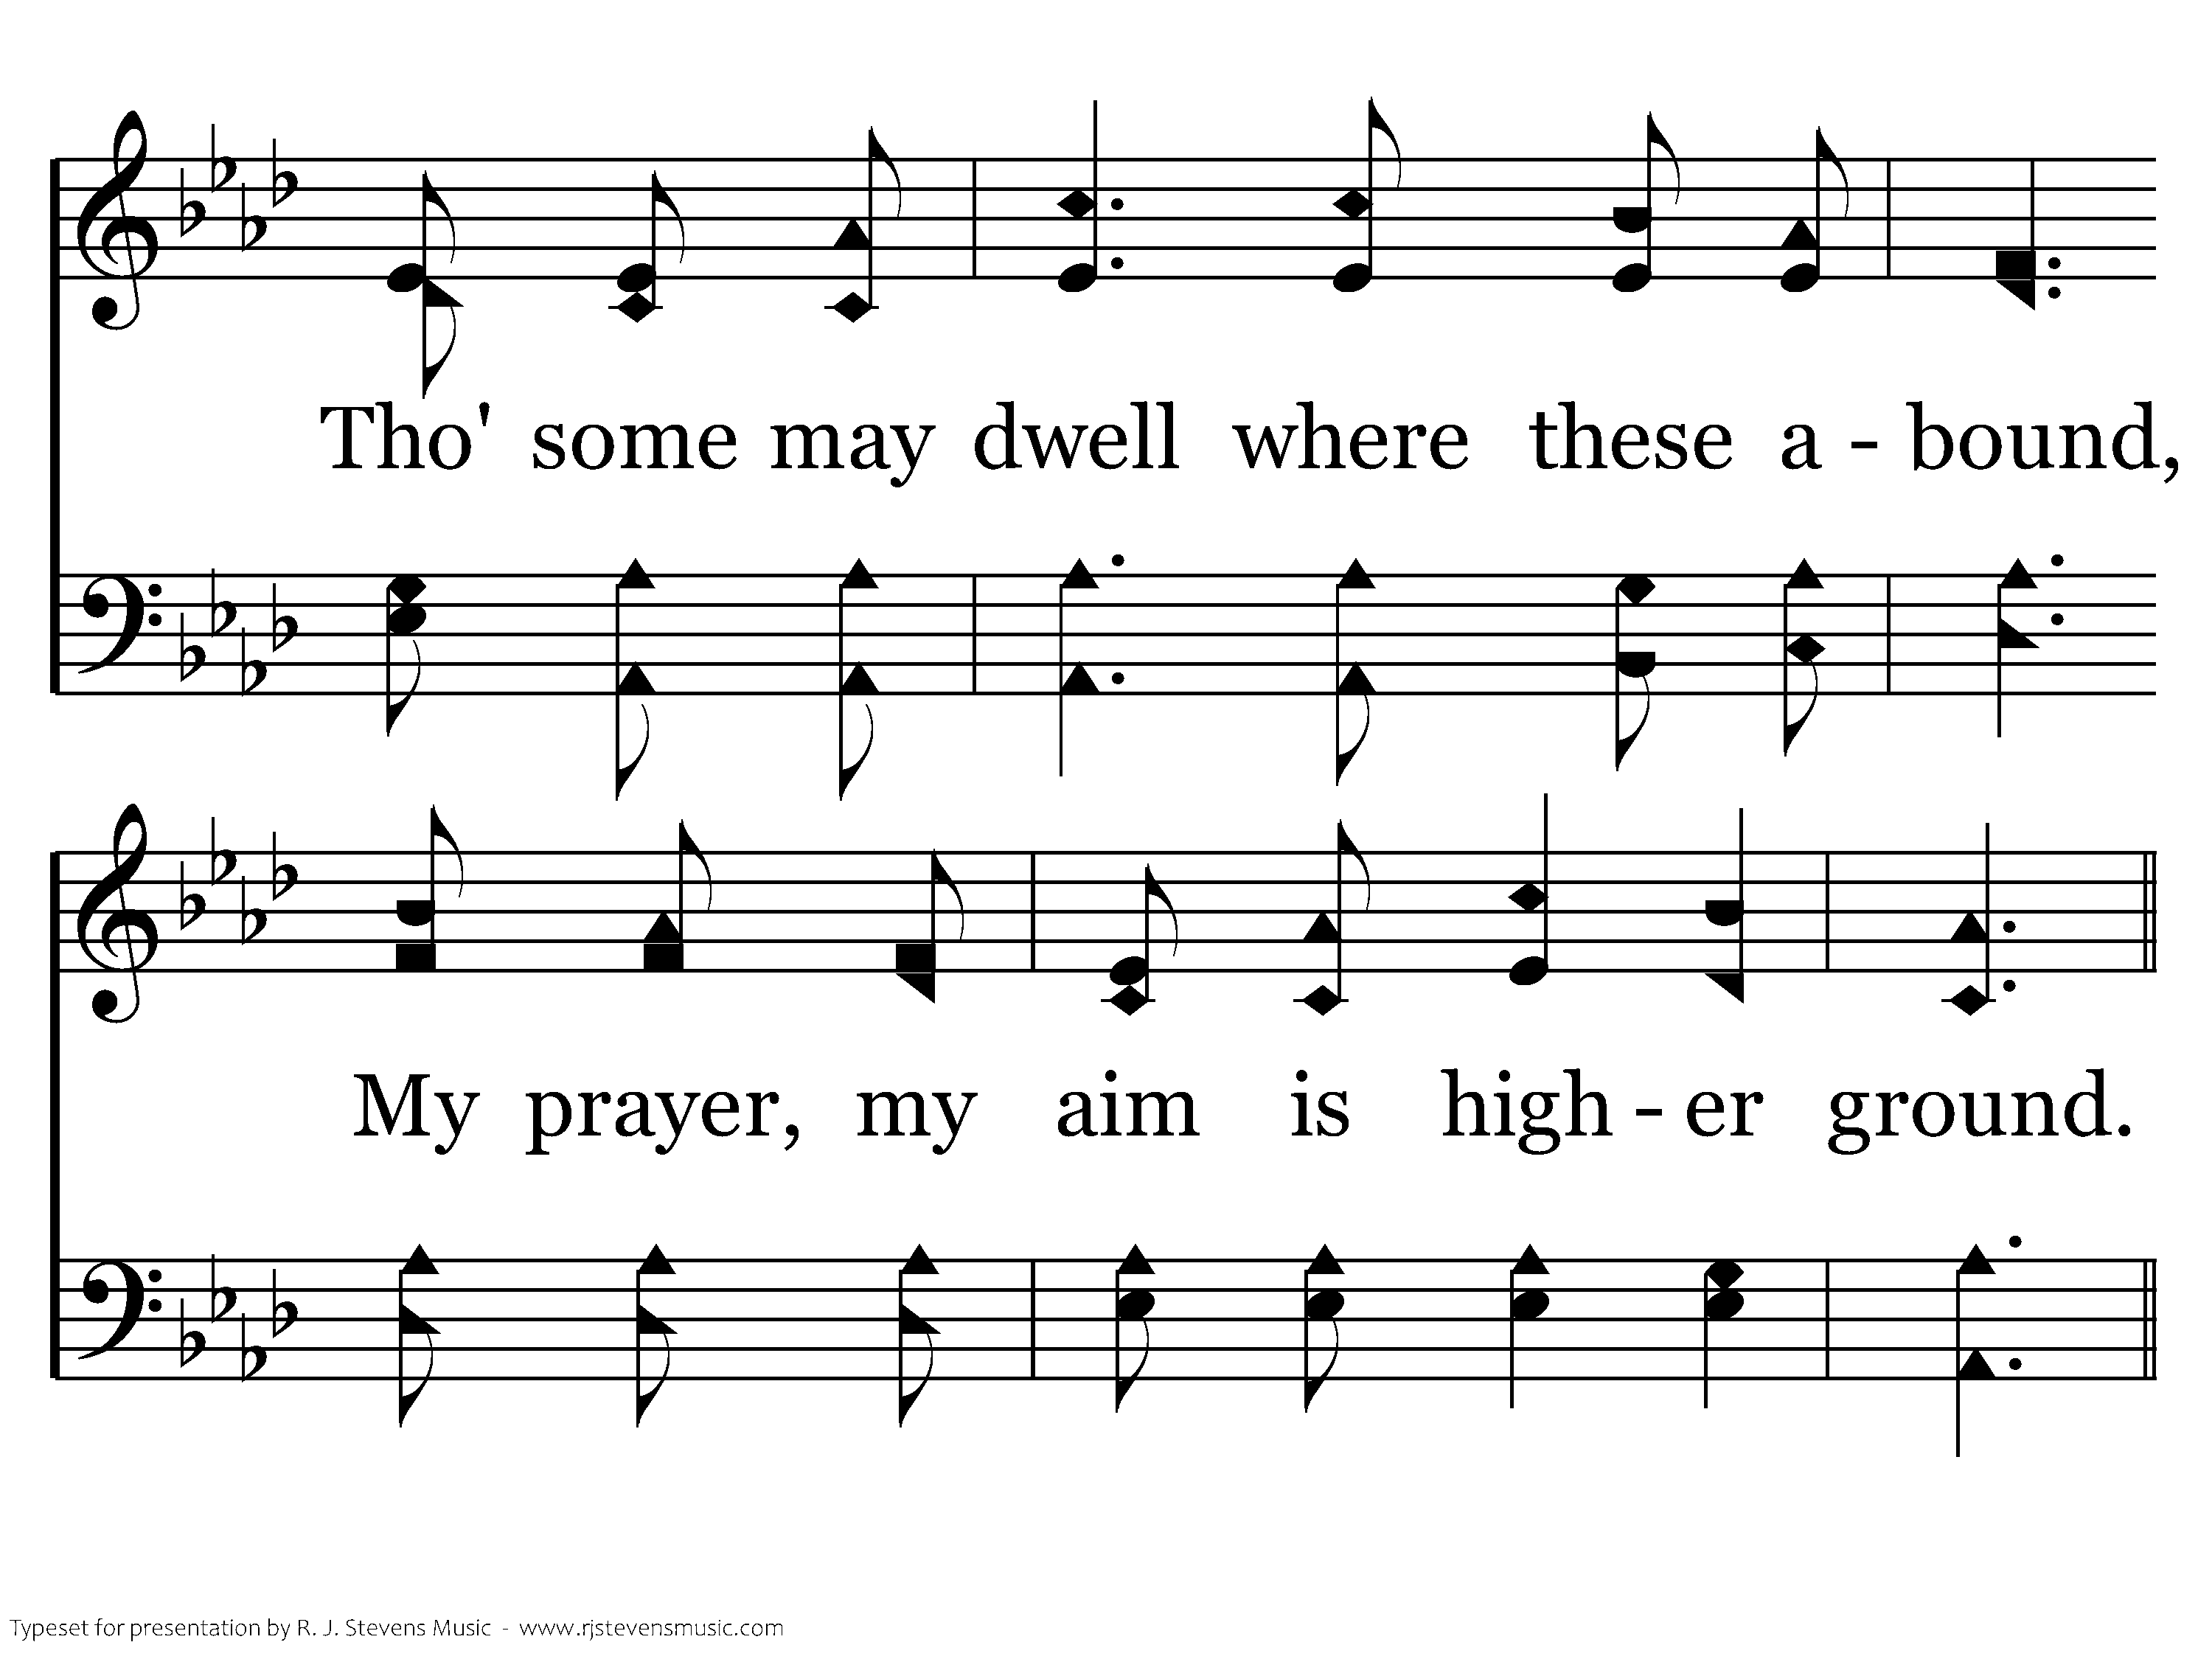 Tho' some may dwell where these a - bound,
My prayer, my aim is high - er ground.
Typeset for presentation by R. J. Stevens Music - www.rjstevensmusic.com